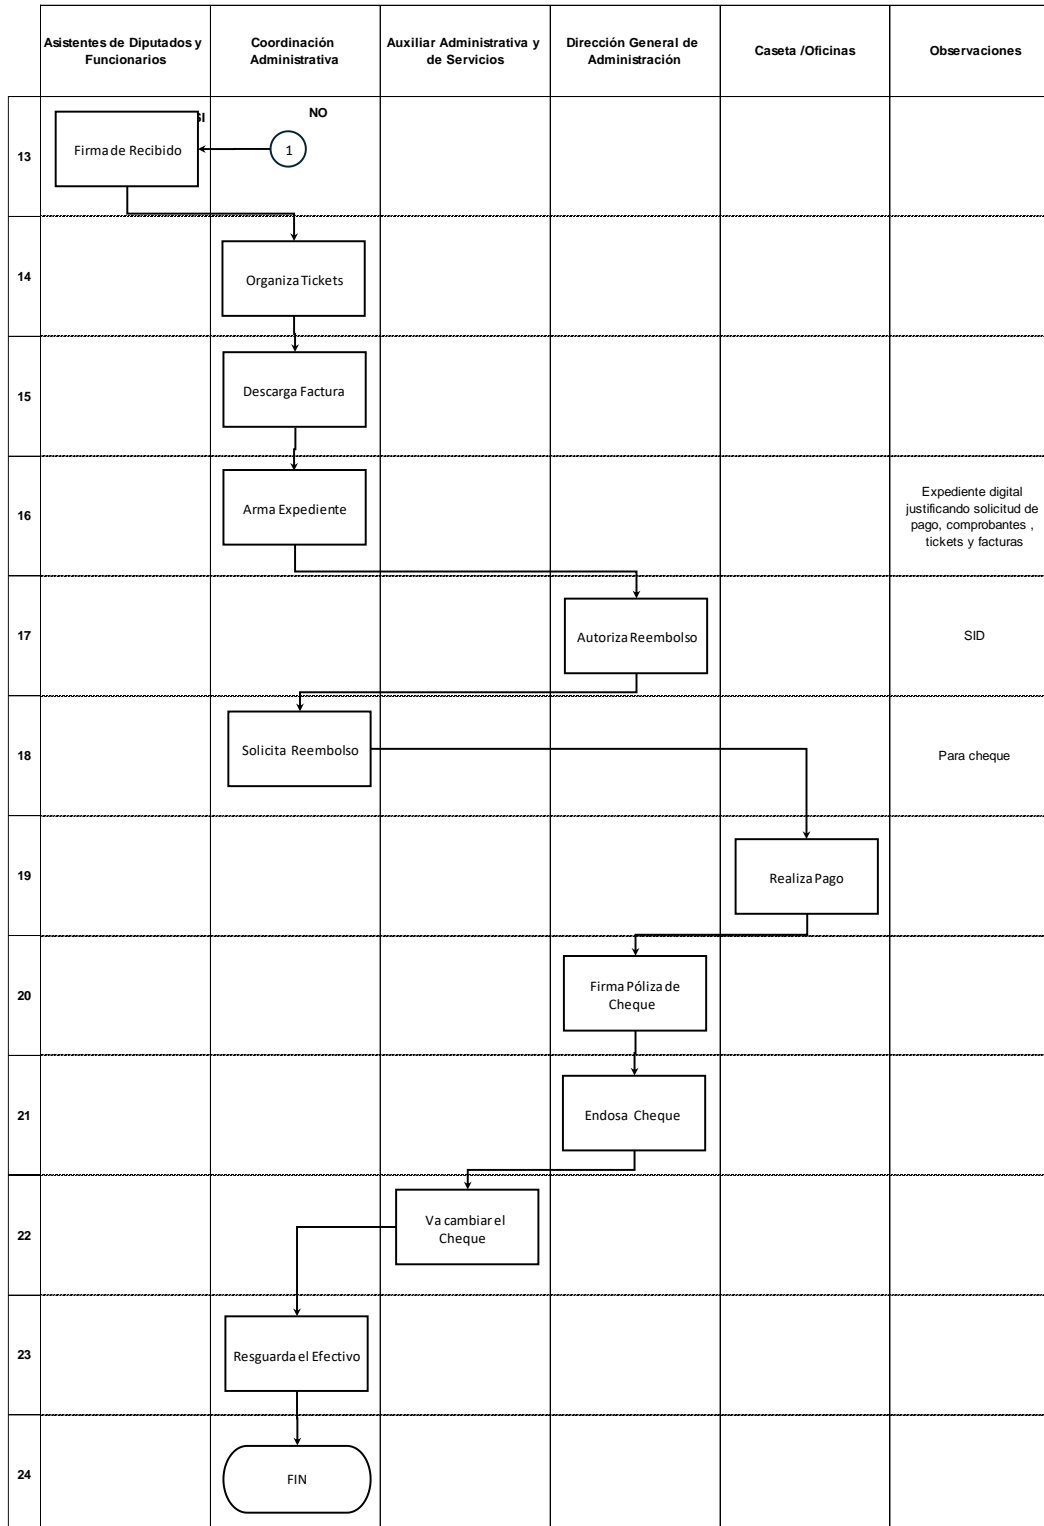 Asistentes de Diputados y
Funcionarios
Coordinación
Administrativa
Auxiliar Administrativa y
de Servicios
Dirección General de
Administración
Caseta /Oficinas
Observaciones
13
SI
NO
Firma de Recibido
1
14
Organiza Tickets
15
Descarga Factura
16
Arma Expediente
Expediente digital
justificando solicitud de
pago, comprobantes ,
tickets y facturas
17
Autoriza Reembolso
SID
18
Solicita Reembolso
Para cheque
19
Realiza Pago
20
Firma Póliza de
Cheque
21
Endosa Cheque
22
Va cambiar el
Cheque
23
Resguarda el Efectivo
24
FIN